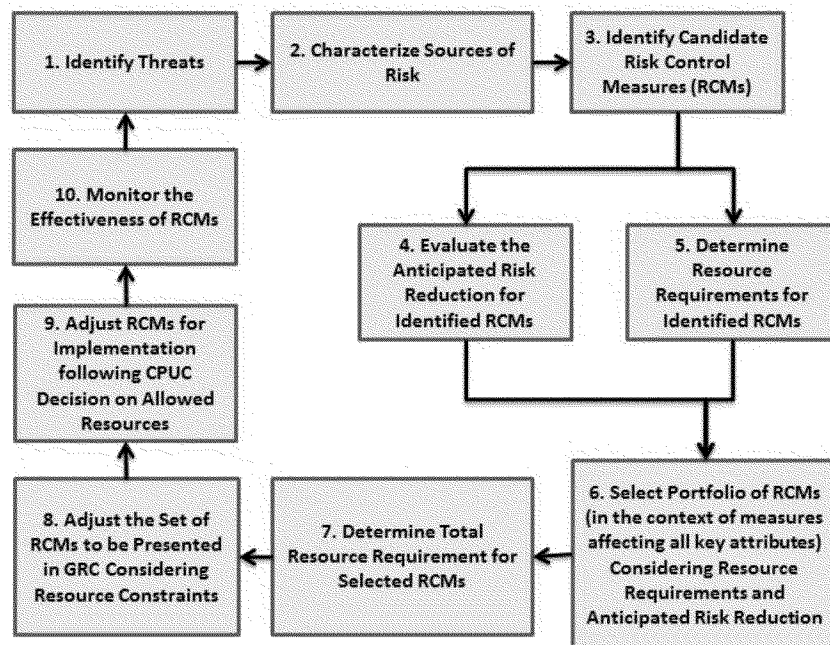 1. Identify Threats
2. Characterize Sources of
Risk
3. Identify Candidate
Risk Control
Measures (RCMs)
4. Evaluate the
Anticipated Risk
Reduction for
Identified RCMs
5. Determine
Resource
Requirements for
Identified RCMs
6. Select Portfolio of RCMs
(in the context of measures
affecting all key attributes)
Considering Resource
Requirements and
Anticipated Risk Reduction
7. Determine Total
Resource Requirement for
Selected RCMs
8. Adjust the Set of
RCMs to be Presented
in GRC Considering
Resource Constraints
9. Adjust RCMs for
Implementation
following CPUC
Decision on Allowed
Resources
10. Monitor the
Effectiveness of RCMs